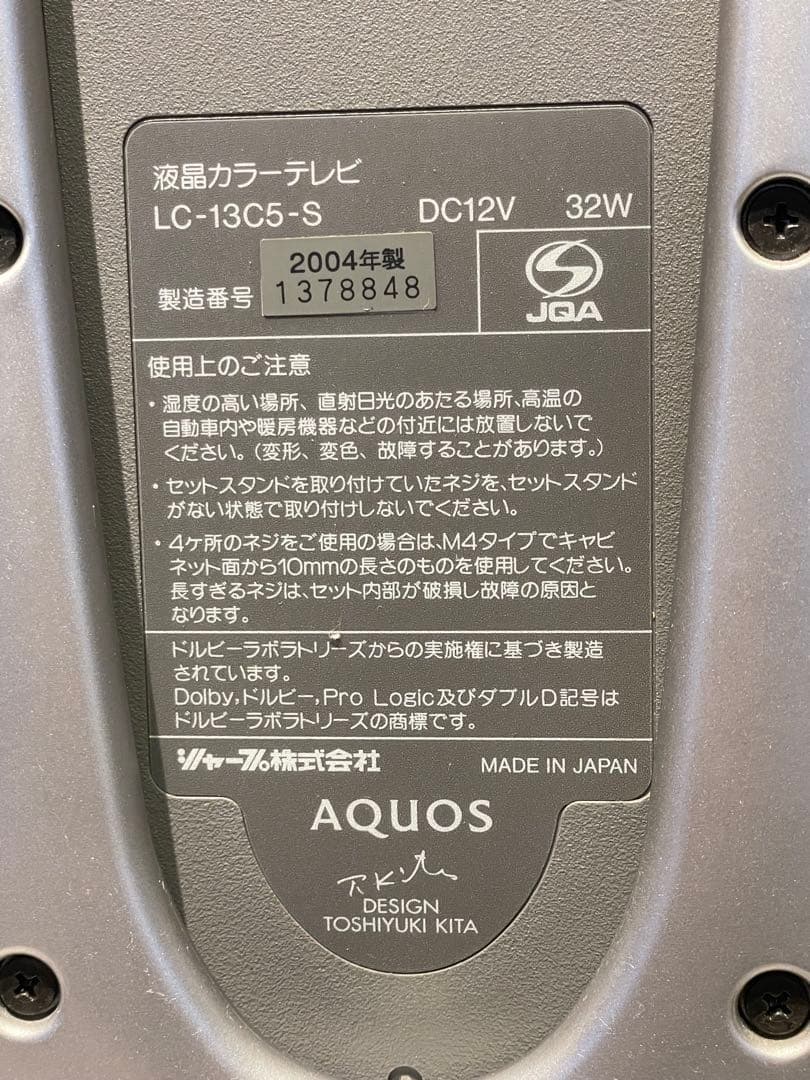 液晶カラーテレビ
LC-13C5-S DC12V 32W
2004年製
製造番号 1378848
JQA
使用上のご注意
・湿度の高い場所、直射日光のあたる場所、高温の
自動車内や暖房機器などの付近には放置しないで
ください。(変形、変色、故障することがあります。)
・セットスタンドを取り付けていたネジを、セットスタンド
がない状態で取り付けしないでください。
・4ヶ所のネジをご使用の場合は、M4タイプでキャビ
ネット面から10mmの長さのものを使用してください。
長すぎるネジは、セット内部が破損し故障の原因と
なります。
ドルビーラボラトリーズからの実施権に基づき製造
されています。
Dolby,ドルビー,Pro Logic及びダブルD記号は
ドルビーラボラトリーズの商標です。
シャープ株式会社 MADE IN JAPAN
AQUOS
T. Kita
DESIGN
TOSHIYUKI KITA